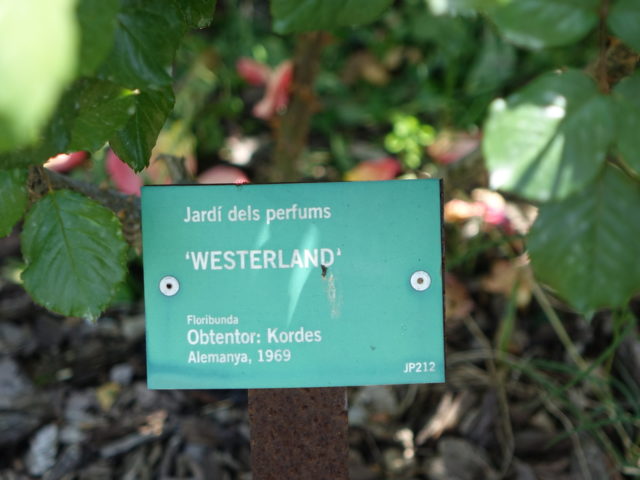 Jardí dels perfums
'WESTERLAND'
Floribunda
Obtentor: Kordes
Alemanya, 1969
JP212